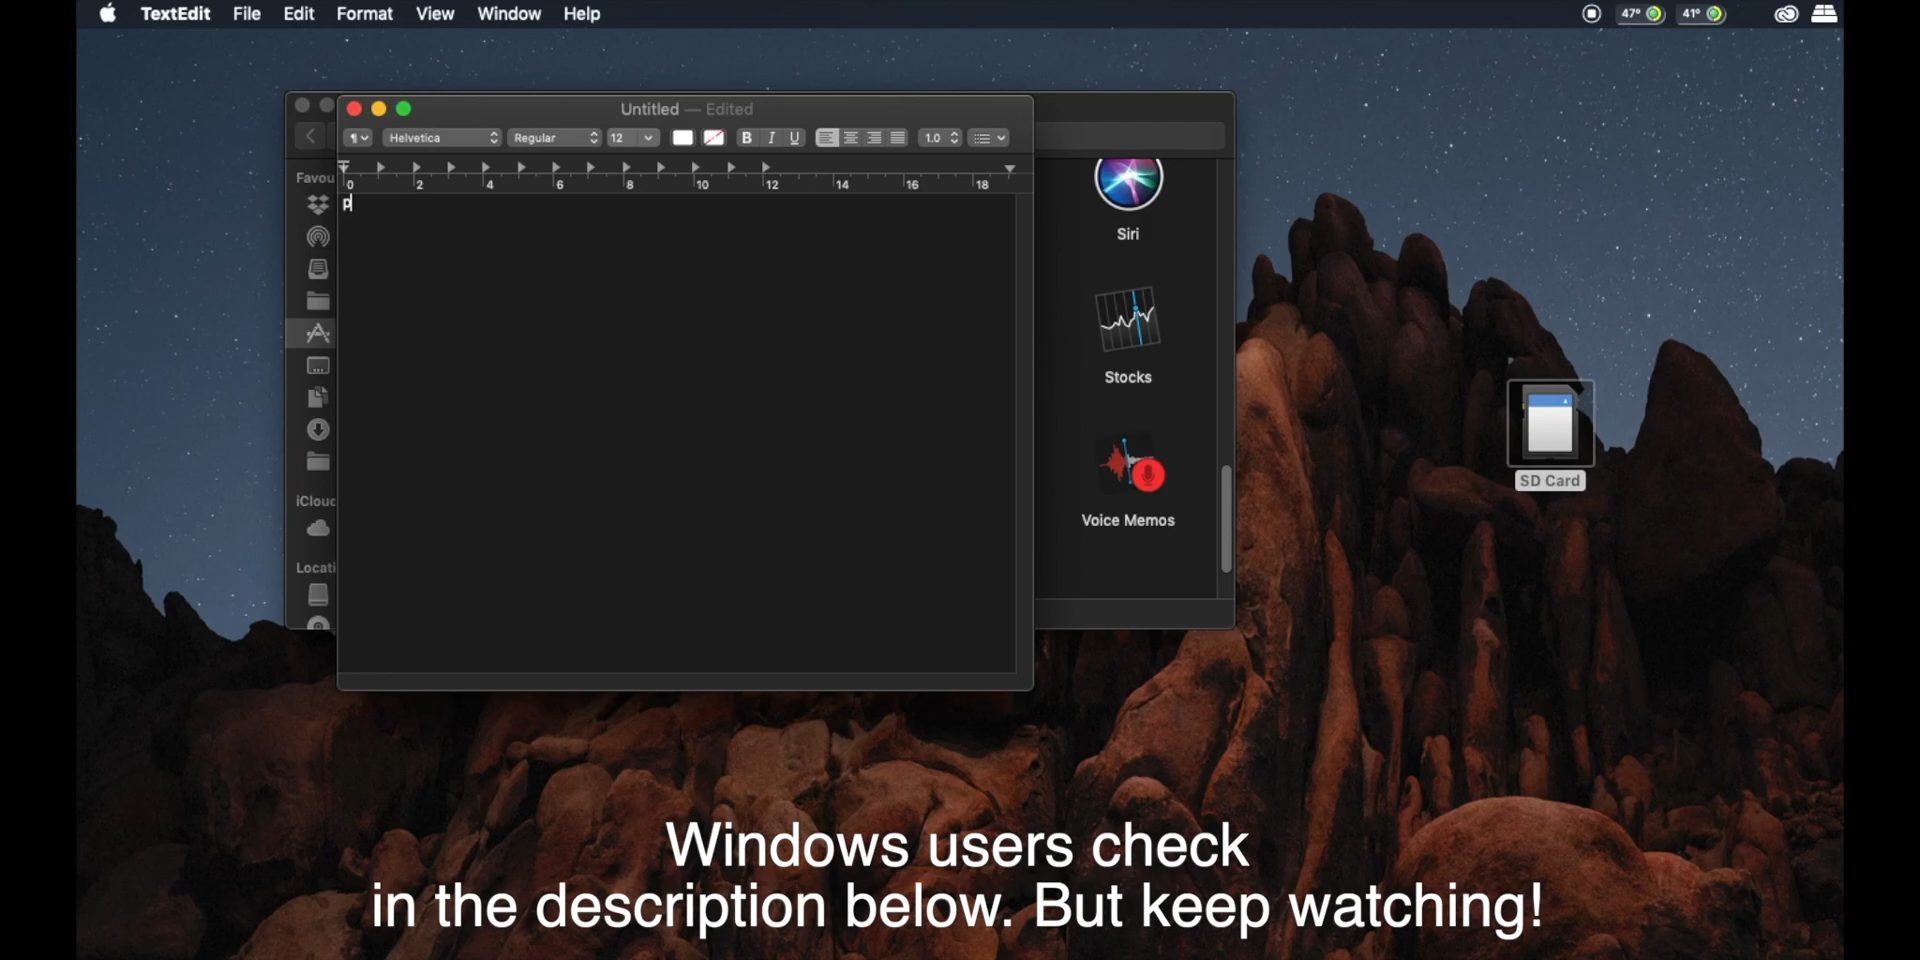 TextEdit File Edit Format View Window Help 47° 41°
Untitled — Edited
Helvetica Regular 12 B I U 1.0
0 2 4 6 8 10 12 14 16 18
p
Favou
iCloud
Locati
Siri
Stocks
Voice Memos
SD Card
Windows users check
in the description below. But keep watching!